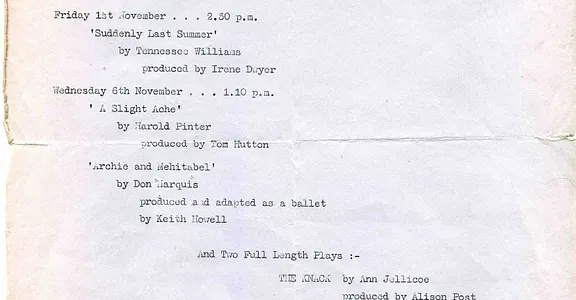 Friday 1st November . . . 2.50 p.m.
'Suddenly Last Summer'
by Tennessee Williams
produced by Irene Dwyer
Wednesday 6th November . . . 1.10 p.m.
' A Slight Ache'
by Harold Pinter
produced by Tom Hutton
'Archie and Mehitabel'
by Don Marquis
produced and adapted as a ballet
by Keith Howell
And Two Full Length Plays :-
THE KNACK by Ann Jellicoe
produced by Alison Post